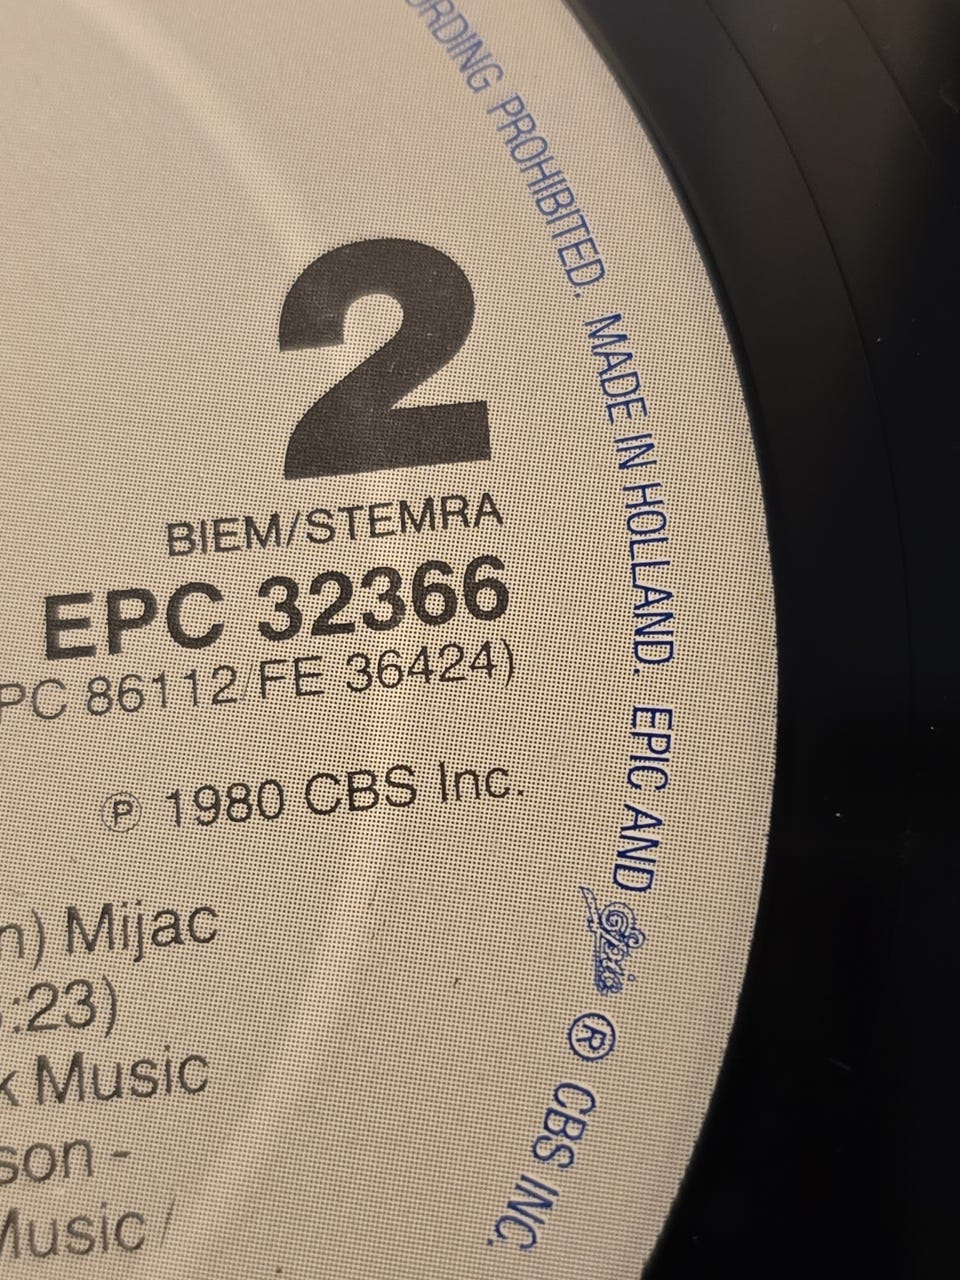 PROHIBITED. MADE IN HOLLAND. EPIC AND Epic ® CBS INC.
2
BIEM/STEMRA
EPC 32366
PC 86112/FE 36424)
℗ 1980 CBS Inc.
n) Mijac
:23)
k Music
son -
Music /